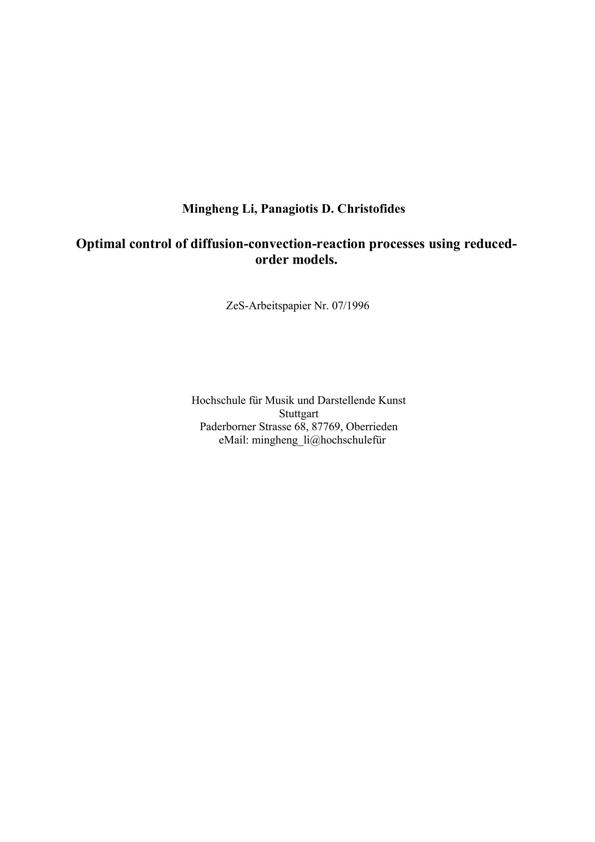 Mingheng Li, Panagiotis D. Christofides
Optimal control of diffusion-convection-reaction processes using reduced-
order models.
ZeS-Arbeitspapier Nr. 07/1996
Hochschule für Musik und Darstellende Kunst
Stuttgart
Paderborner Strasse 68, 87769, Oberrieden
eMail: mingheng_li@hochschulefür